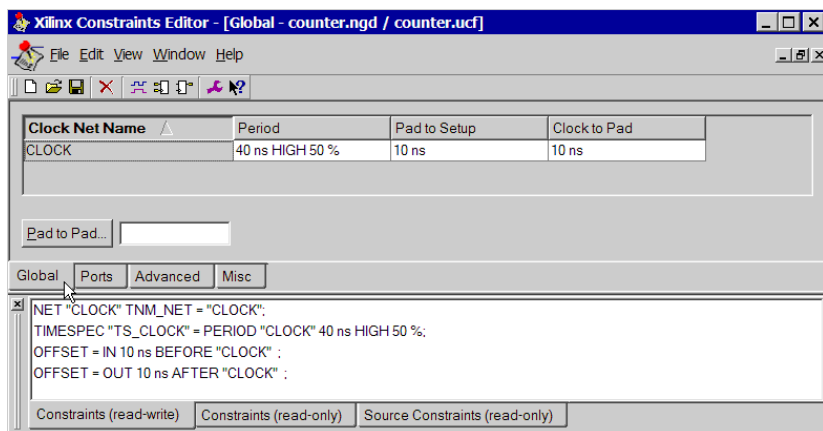 Xilinx Constraints Editor - [Global - counter.ngd / counter.ucf]
File Edit View Window Help
Clock Net Name Period Pad to Setup Clock to Pad
CLOCK 40 ns HIGH 50 % 10 ns 10 ns
Pad to Pad...
Global Ports Advanced Misc
NET "CLOCK" TNM_NET = "CLOCK";
TIMESPEC "TS_CLOCK" = PERIOD "CLOCK" 40 ns HIGH 50 %;
OFFSET = IN 10 ns BEFORE "CLOCK" ;
OFFSET = OUT 10 ns AFTER "CLOCK" ;
Constraints (read-write) Constraints (read-only) Source Constraints (read-only)